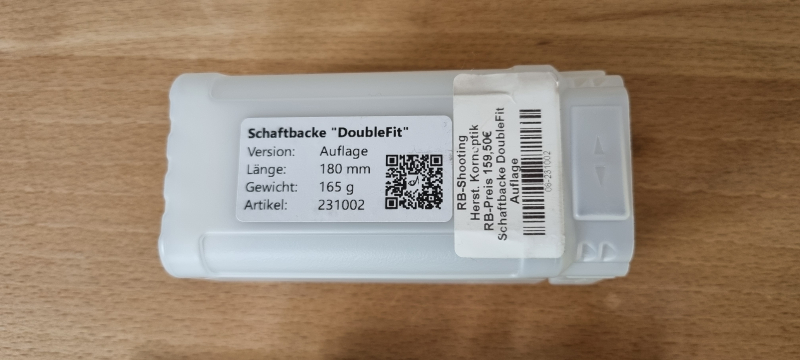 Schaftbacke "DoubleFit"
Version: Auflage
Länge: 180 mm
Gewicht: 165 g
Artikel: 231002
RB-Shooting
Herst. Kornoptik
RB-Preis 159,50€
Schaftbacke DoubleFit
Auflage
08-231002